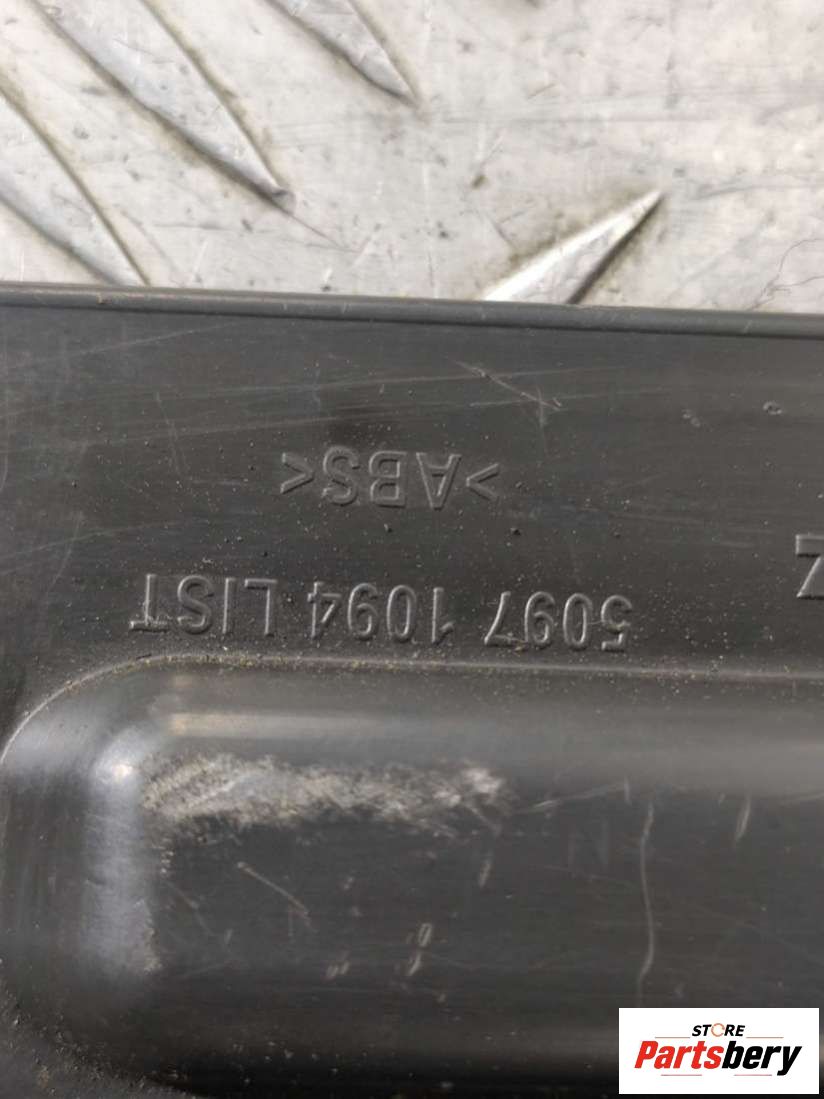 >ABS<
5097 1094 LIST
Z
STORE
Partsbery